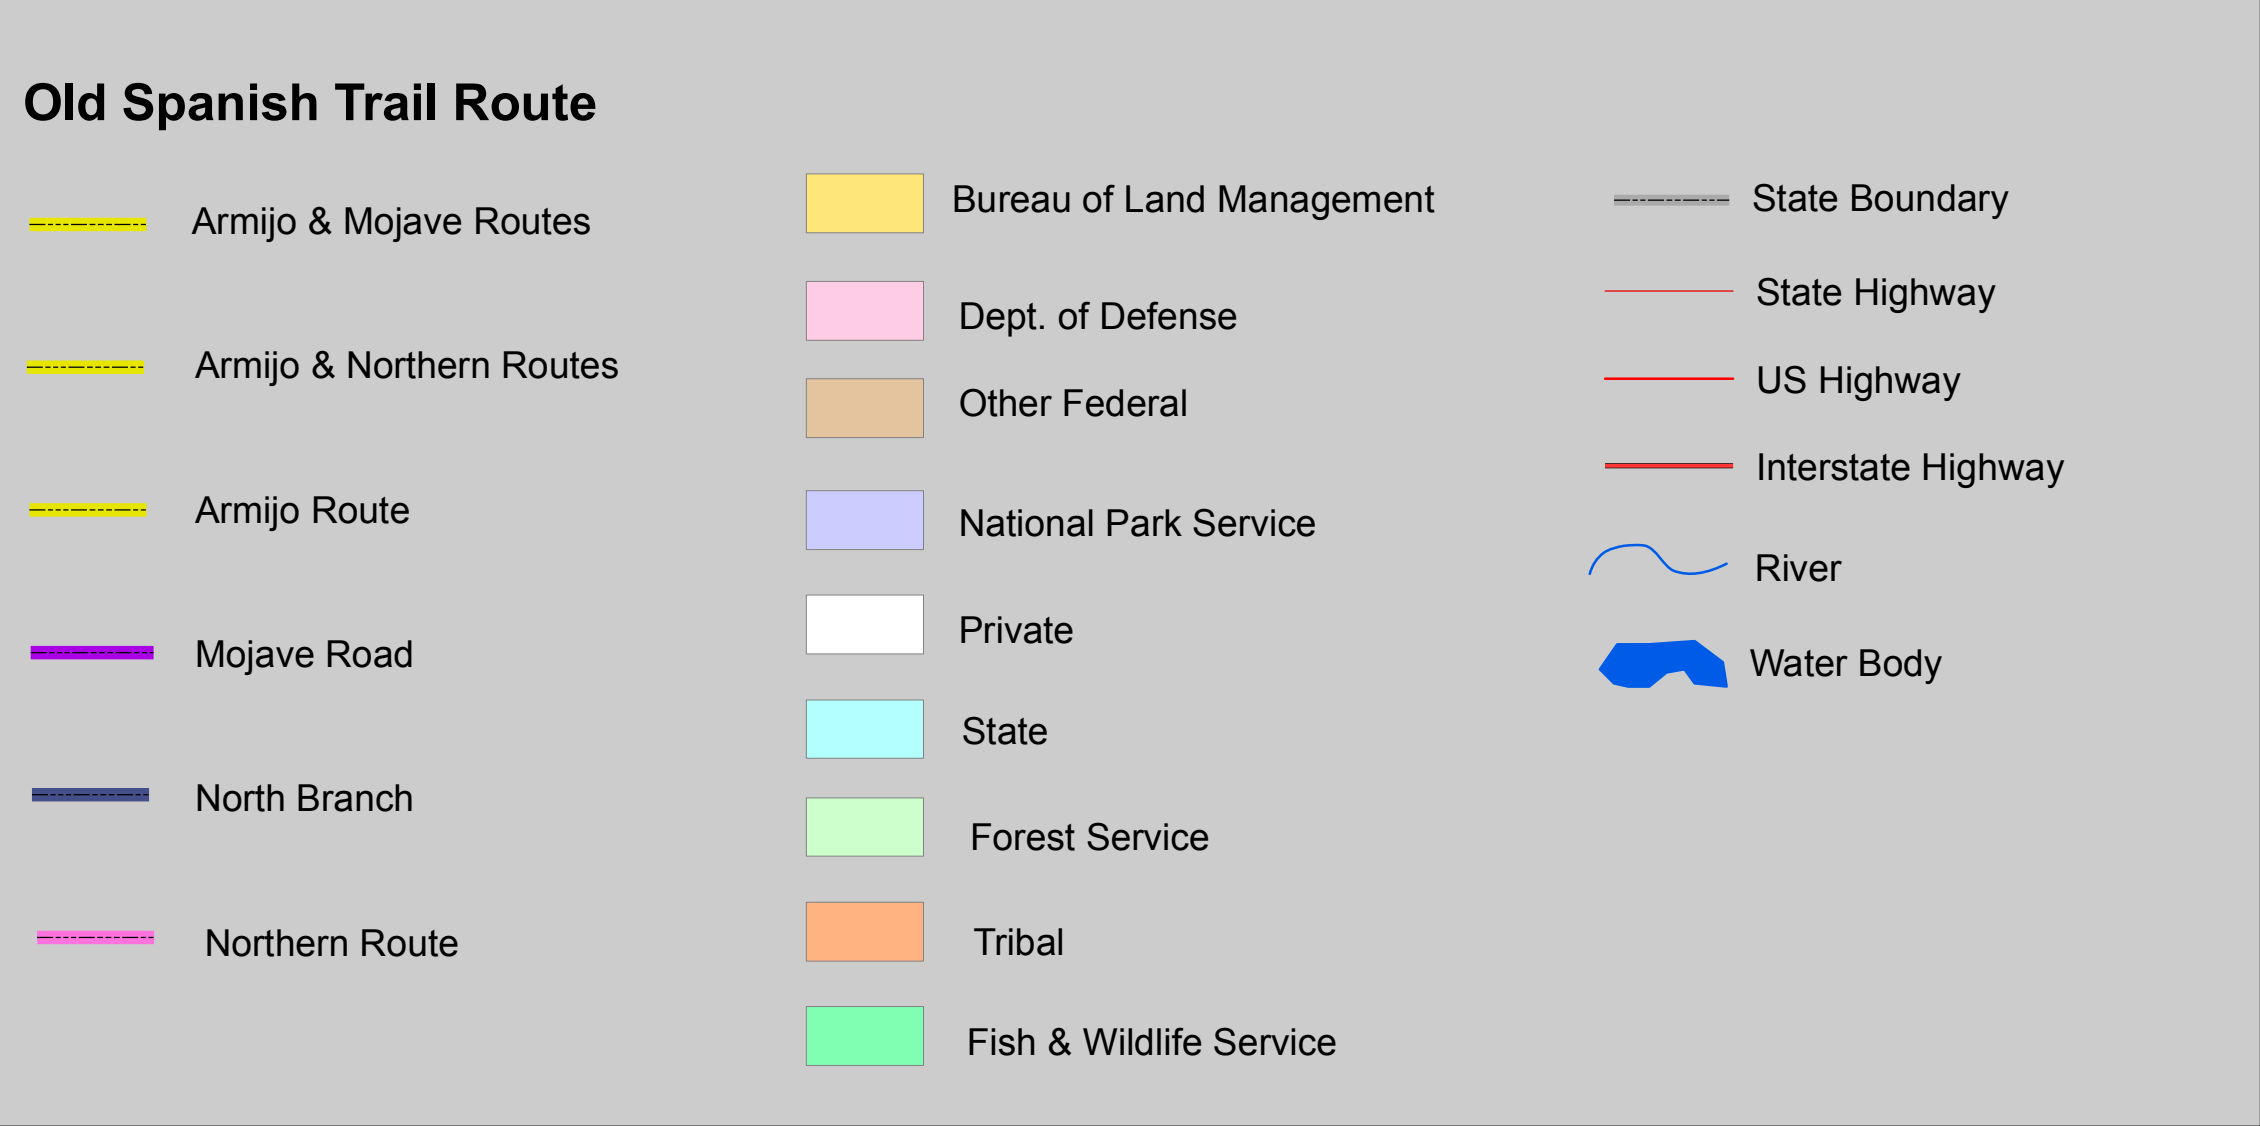 Old Spanish Trail Route
Armijo & Mojave Routes
Armijo & Northern Routes
Armijo Route
Mojave Road
North Branch
Northern Route
Bureau of Land Management
Dept. of Defense
Other Federal
National Park Service
Private
State
Forest Service
Tribal
Fish & Wildlife Service
State Boundary
State Highway
US Highway
Interstate Highway
River
Water Body